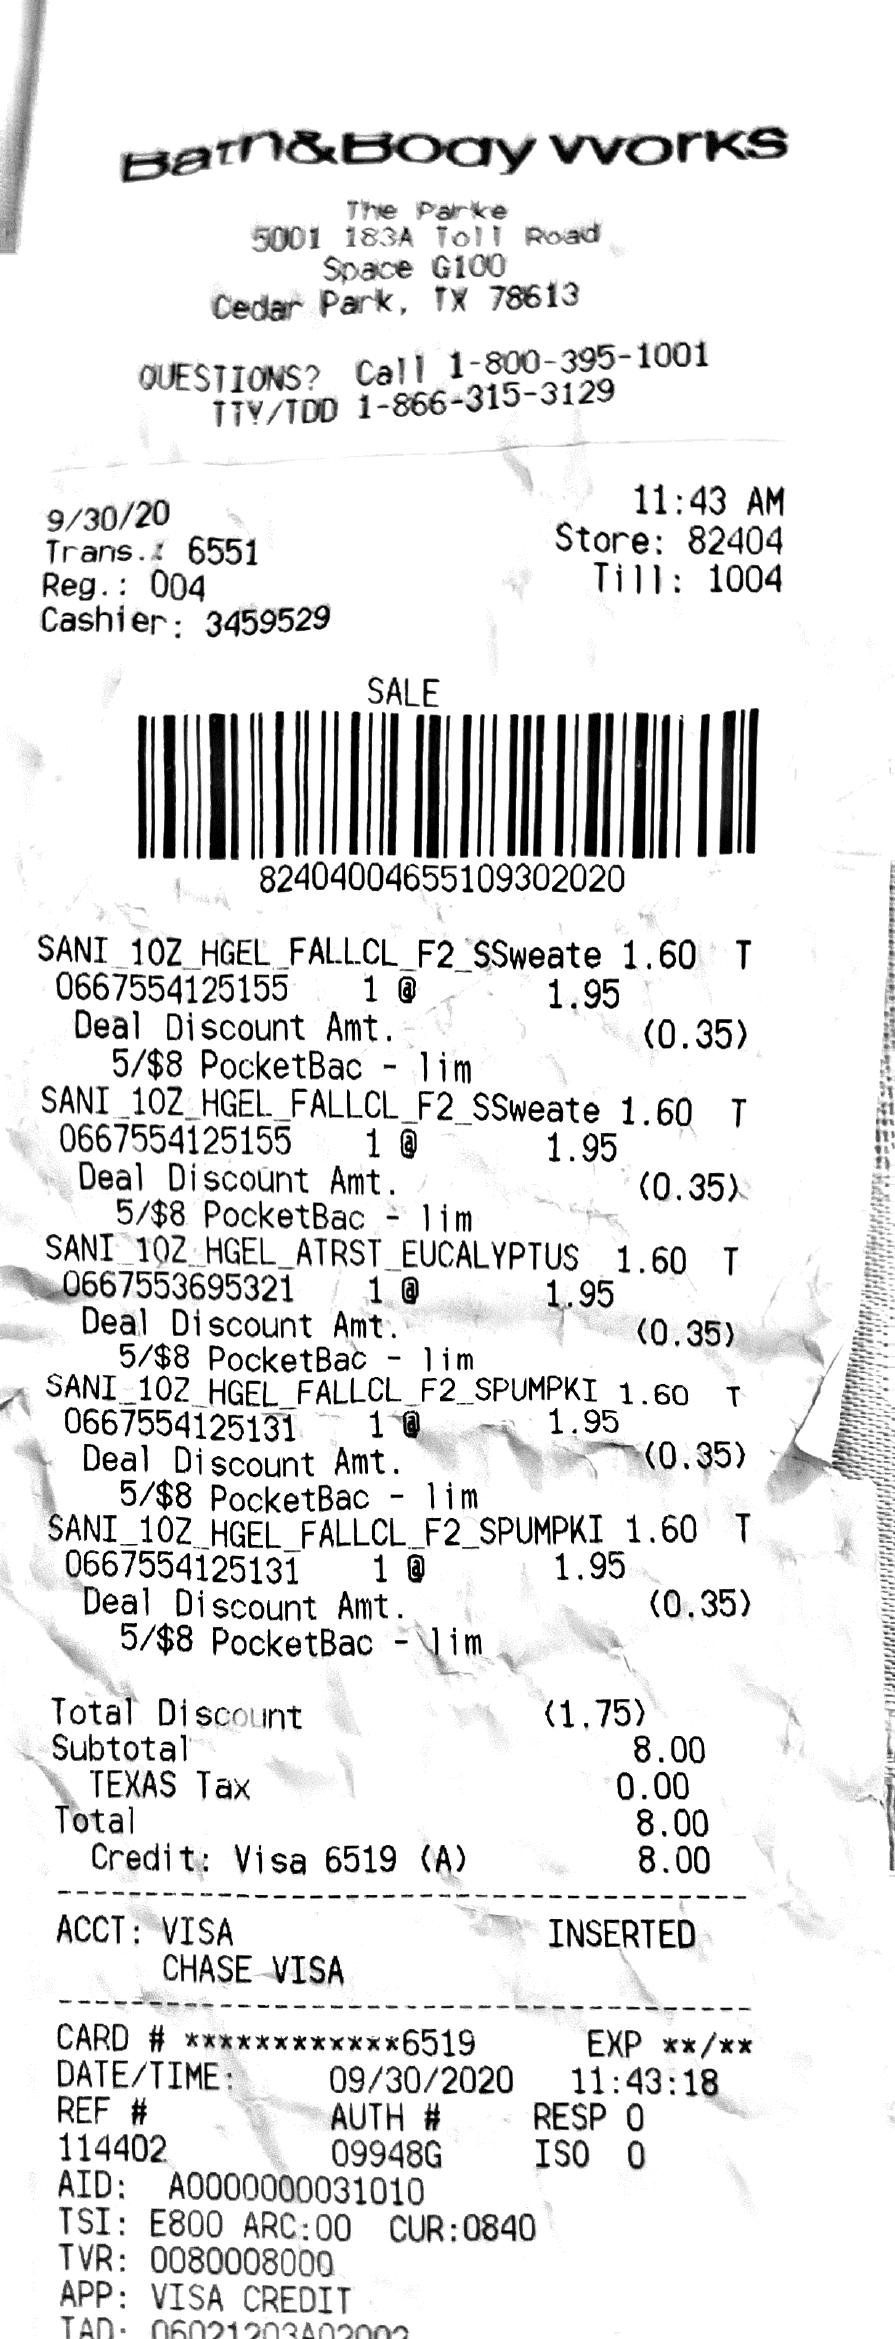 Bath&Body Works
The Parke
5001 183A Toll Road
Space G100
Cedar Park, TX 78613
QUESTIONS? Call 1-800-395-1001
TTY/TDD 1-866-315-3129
9/30/20 11:43 AM
Trans.: 6551 Store: 82404
Reg.: 004 Till: 1004
Cashier: 3459529
SALE
82404004655109302020
SANI_1OZ_HGEL_FALLCL_F2_SSweate 1.60 T
0667554125155 1 @ 1.95
Deal Discount Amt. (0.35)
5/$8 PocketBac - lim
SANI_1OZ_HGEL_FALLCL_F2_SSweate 1.60 T
0667554125155 1 @ 1.95
Deal Discount Amt. (0.35)
5/$8 PocketBac - lim
SANI_1OZ_HGEL_ATRST_EUCALYPTUS 1.60 T
0667553695321 1 @ 1.95
Deal Discount Amt. (0.35)
5/$8 PocketBac - lim
SANI_1OZ_HGEL_FALLCL_F2_SPUMPKI 1.60 T
0667554125131 1 @ 1.95
Deal Discount Amt. (0.35)
5/$8 PocketBac - lim
SANI_1OZ_HGEL_FALLCL_F2_SPUMPKI 1.60 T
0667554125131 1 @ 1.95
Deal Discount Amt. (0.35)
5/$8 PocketBac - lim
Total Discount (1.75)
Subtotal 8.00
TEXAS Tax 0.00
Total 8.00
Credit: Visa 6519 (A) 8.00
ACCT: VISA INSERTED
CHASE VISA
CARD # ************6519 EXP **/**
DATE/TIME: 09/30/2020 11:43:18
REF # AUTH # RESP 0
114402 09948G ISO 0
AID: A0000000031010
TSI: E800 ARC:00 CUR:0840
TVR: 0080008000
APP: VISA CREDIT
IAD: 06021203A02002